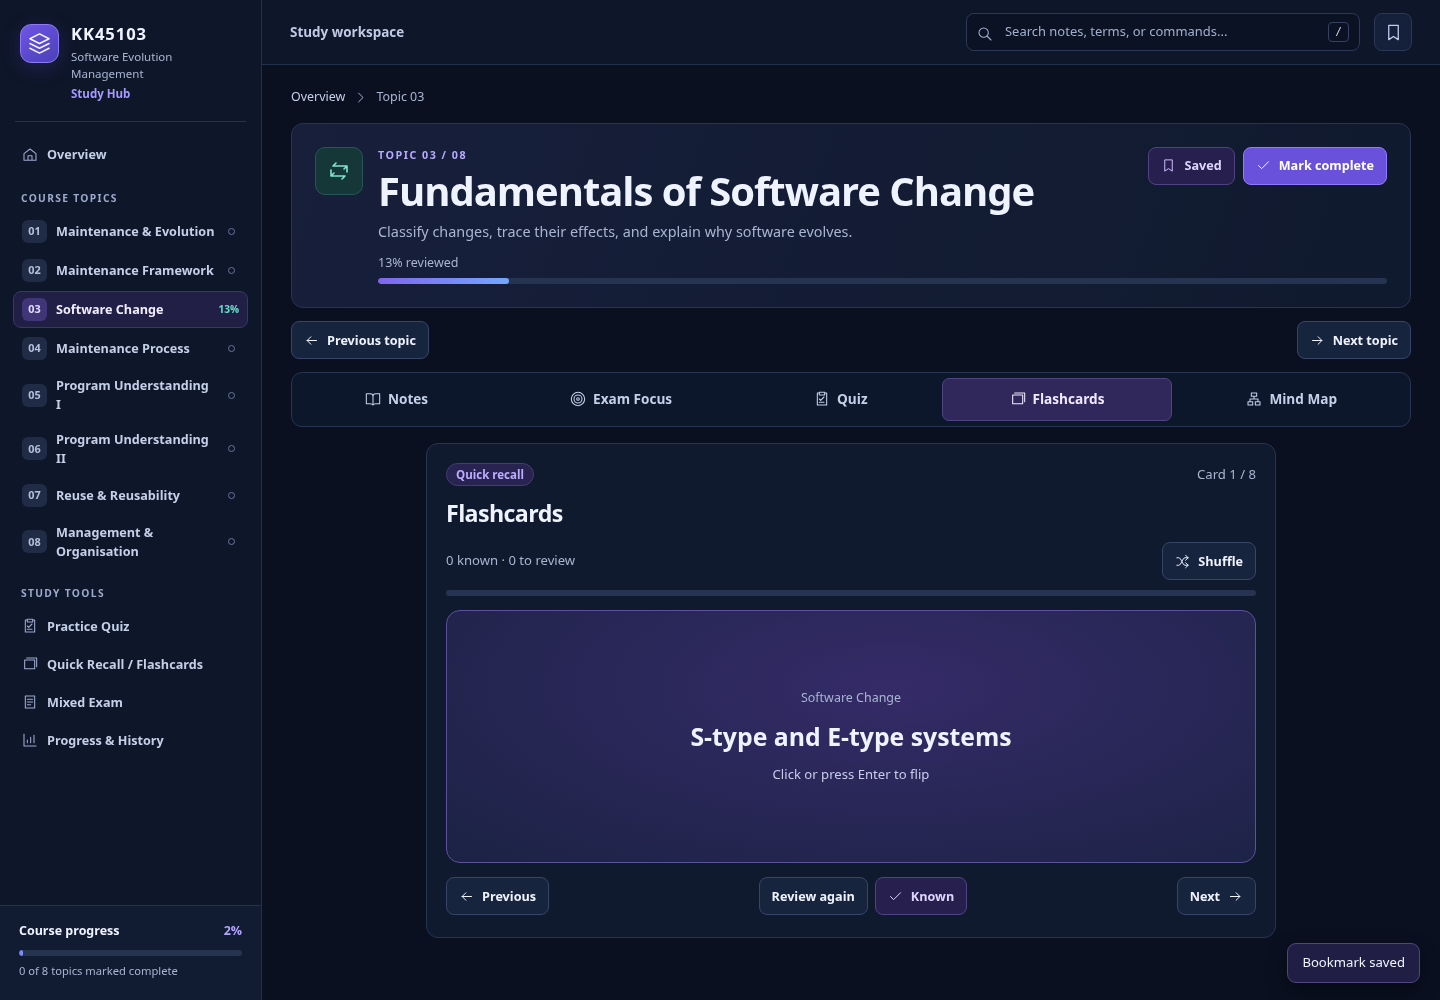 KK45103
Software Evolution
Management
Study Hub
Overview
COURSE TOPICS
01 Maintenance & Evolution
02 Maintenance Framework
03 Software Change 13%
04 Maintenance Process
05 Program Understanding
I
06 Program Understanding
II
07 Reuse & Reusability
08 Management &
Organisation
STUDY TOOLS
Practice Quiz
Quick Recall / Flashcards
Mixed Exam
Progress & History
Course progress 2%
0 of 8 topics marked complete
Study workspace
Search notes, terms, or commands... /
Overview Topic 03
TOPIC 03 / 08
Fundamentals of Software Change
Classify changes, trace their effects, and explain why software evolves.
13% reviewed
Saved
Mark complete
Previous topic
Next topic
Notes
Exam Focus
Quiz
Flashcards
Mind Map
Quick recall
Card 1 / 8
Flashcards
0 known · 0 to review
Shuffle
Software Change
S-type and E-type systems
Click or press Enter to flip
Previous
Review again
Known
Next
Bookmark saved